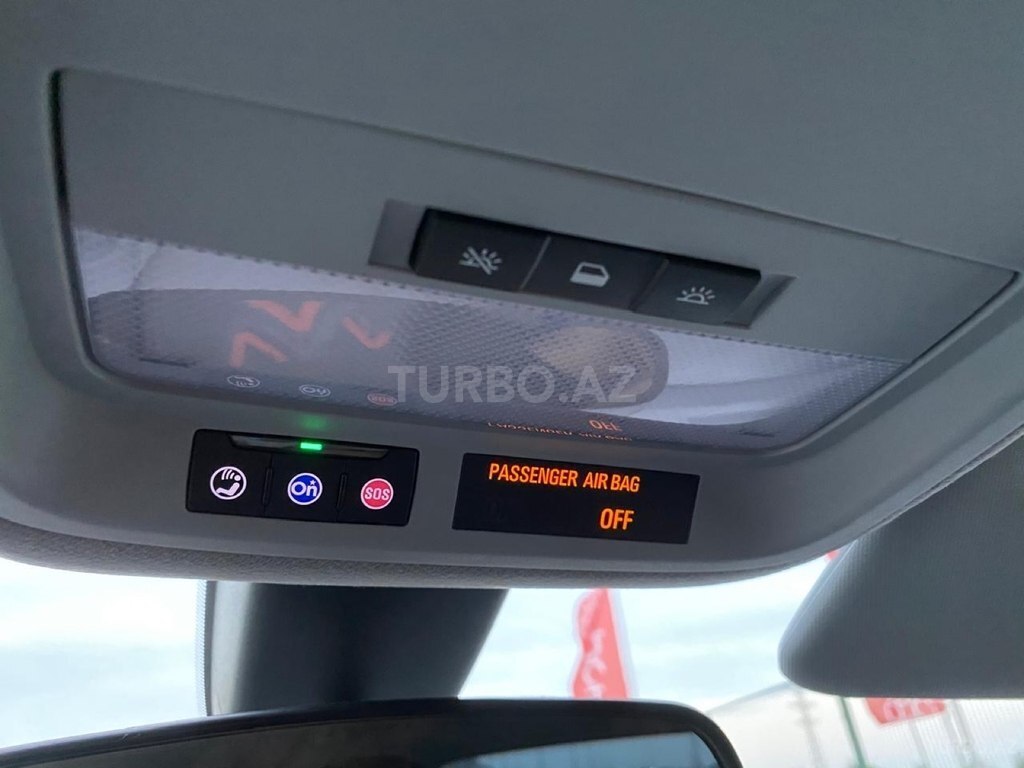 TURBO.AZ
On
SOS
PASSENGER AIR BAG
OFF